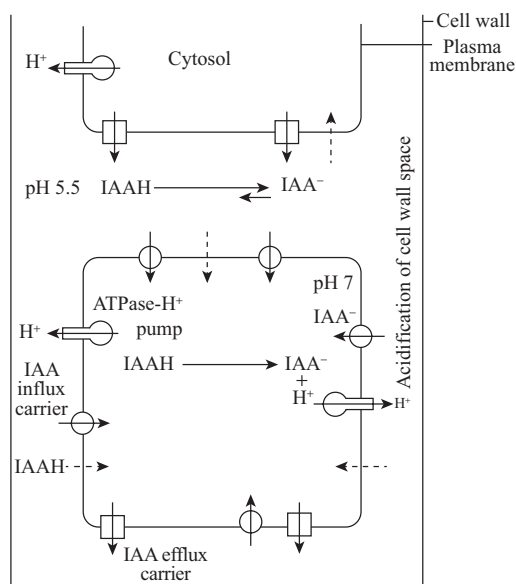 Cell wall
Plasma
membrane
H⁺
Cytosol
pH 5.5
IAAH
IAA⁻
Acidification of cell wall space
pH 7
ATPase-H⁺
pump
H⁺
IAA⁻
IAAH
IAA⁻
+
H⁺
H⁺
IAA
influx
carrier
IAAH
IAA efflux
carrier